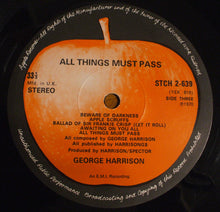 ALL THINGS MUST PASS
33⅓
Mfg. in U.K.
STEREO
STCH 2-639
(YEX 819)
SIDE THREE
BEWARE OF DARKNESS
APPLE SCRUFFS
BALLAD OF SIR FRANKIE CRISP (LET IT ROLL)
AWAITING ON YOU ALL
ALL THINGS MUST PASS
All composed by GEORGE HARRISON
All published by HARRISONGS
Produced by HARRISON/SPECTOR
GEORGE HARRISON
An E.M.I. Recording
All Rights of the Manufacturer and of the Owner of the Recorded Work Reserved
Unauthorised Public Performance Broadcasting and Copying of this Record Prohibited